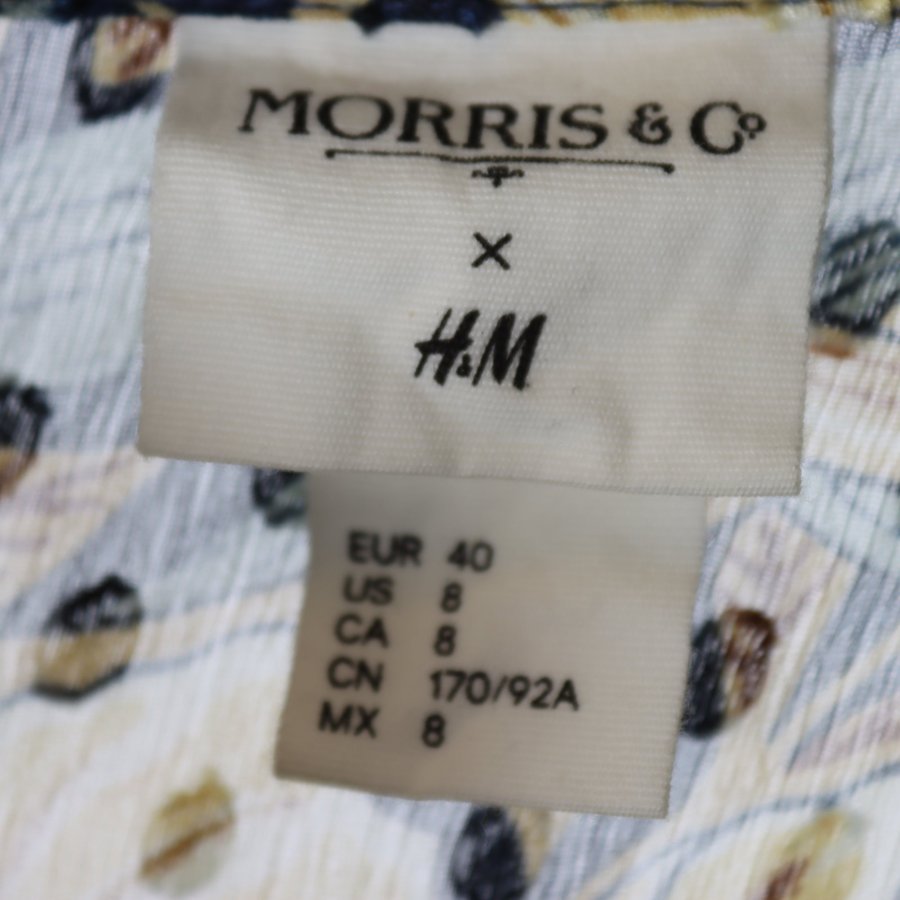 MORRIS & Co
×
H&M
EUR 40
US 8
CA 8
CN 170/92A
MX 8